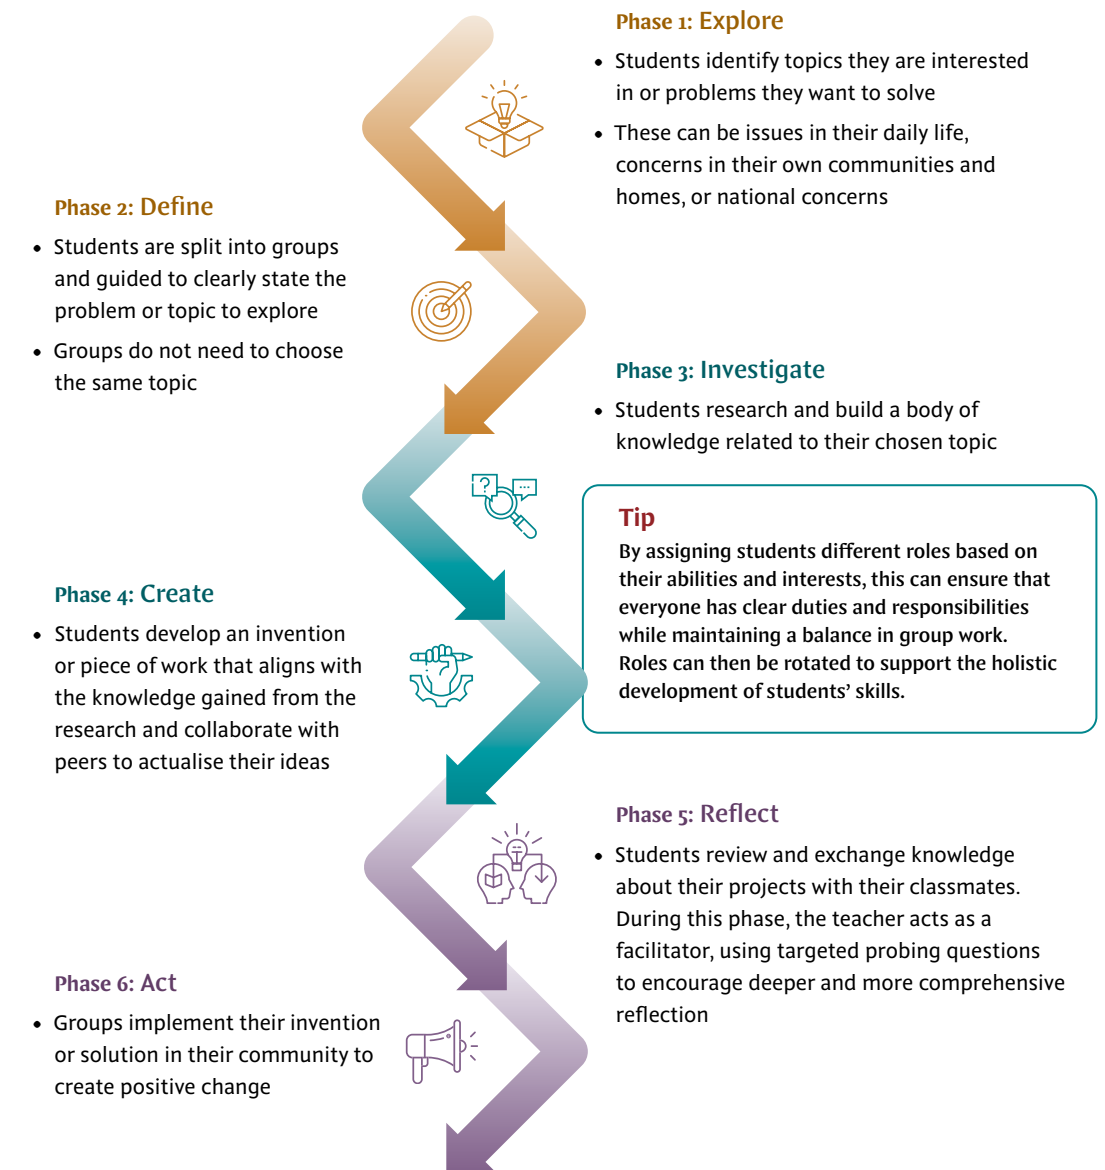 Phase 1: Explore
• Students identify topics they are interested
in or problems they want to solve
• These can be issues in their daily life,
concerns in their own communities and
homes, or national concerns
Phase 2: Define
• Students are split into groups
and guided to clearly state the
problem or topic to explore
• Groups do not need to choose
the same topic
Phase 3: Investigate
• Students research and build a body of
knowledge related to their chosen topic
Tip
By assigning students different roles based on
their abilities and interests, this can ensure that
everyone has clear duties and responsibilities
while maintaining a balance in group work.
Roles can then be rotated to support the holistic
development of students’ skills.
Phase 4: Create
• Students develop an invention
or piece of work that aligns with
the knowledge gained from the
research and collaborate with
peers to actualise their ideas
Phase 5: Reflect
• Students review and exchange knowledge
about their projects with their classmates.
During this phase, the teacher acts as a
facilitator, using targeted probing questions
to encourage deeper and more comprehensive
reflection
Phase 6: Act
• Groups implement their invention
or solution in their community to
create positive change